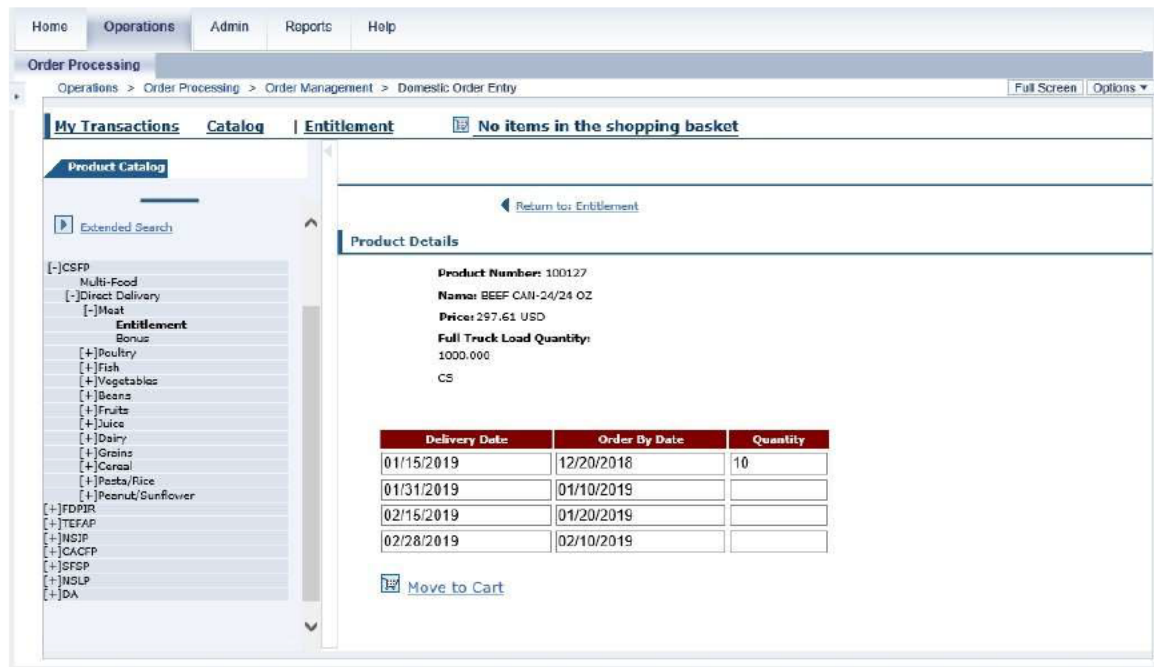 Home Operations Admin Reports Help
Order Processing
Operations > Order Processing > Order Management > Domestic Order Entry
Full Screen Options
My Transactions Catalog | Entitlement No items in the shopping basket
Product Catalog
Return to: Entitlement
Extended Search
Product Details
[-]CSFP
Multi-Food
[-]Direct Delivery
[-]Meat
Entitlement
Bonus
[+]Poultry
[+]Fish
[+]Vegetables
[+]Beans
[+]Fruits
[+]Juice
[+]Dairy
[+]Grains
[+]Cereal
[+]Pasta/Rice
[+]Peanut/Sunflower
[+]FDPIR
[+]TEFAP
[+]NSIP
[+]CACFP
[+]SFSP
[+]NSLP
[+]DA
Product Number: 100127
Name: BEEF CAN-24/24 OZ
Price: 297.61 USD
Full Truck Load Quantity:
1000.000
CS
Delivery Date Order By Date Quantity
01/15/2019 12/20/2018 10
01/31/2019 01/10/2019
02/15/2019 01/20/2019
02/28/2019 02/10/2019
Move to Cart